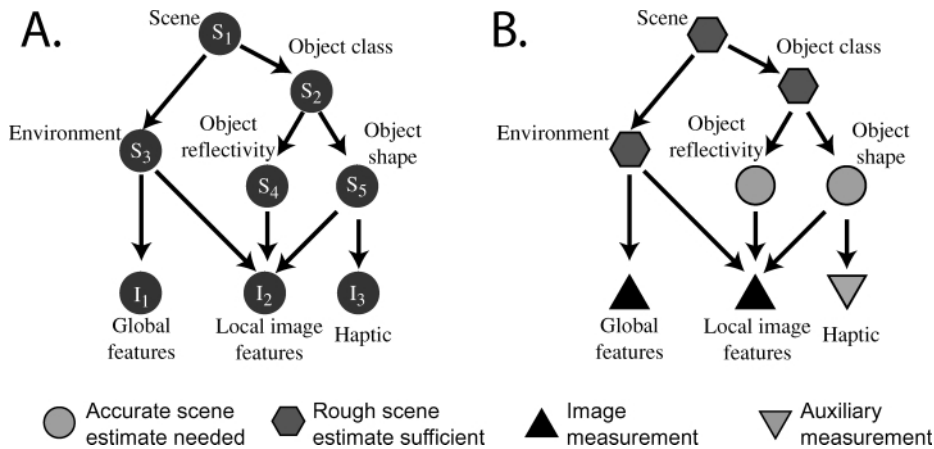 A.
Scene
S1
Object class
S2
Environment
S3
Object
reflectivity
S4
Object
shape
S5
I1
Global
features
I2
Local image
features
I3
Haptic
B.
Scene
Object class
Environment
Object
reflectivity
Object
shape
Global
features
Local image
features
Haptic
Accurate scene
estimate needed
Rough scene
estimate sufficient
Image
measurement
Auxiliary
measurement